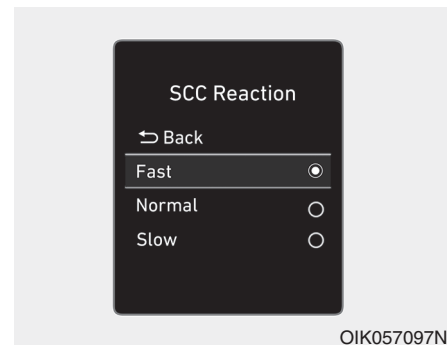 SCC Reaction
Back
Fast
Normal
Slow
OIK057097N